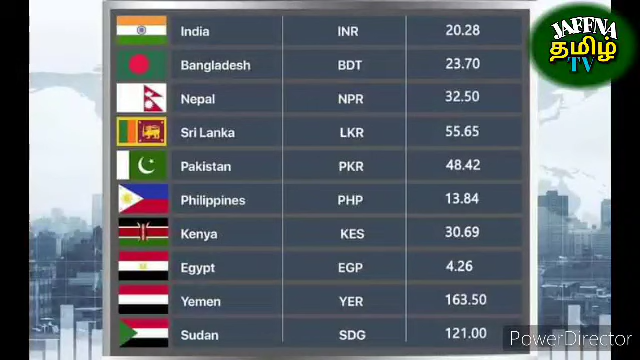 India INR 20.28
Bangladesh BDT 23.70
Nepal NPR 32.50
Sri Lanka LKR 55.65
Pakistan PKR 48.42
Philippines PHP 13.84
Kenya KES 30.69
Egypt EGP 4.26
Yemen YER 163.50
Sudan SDG 121.00
JAFFNA
தமிழ்
TV
PowerDirector